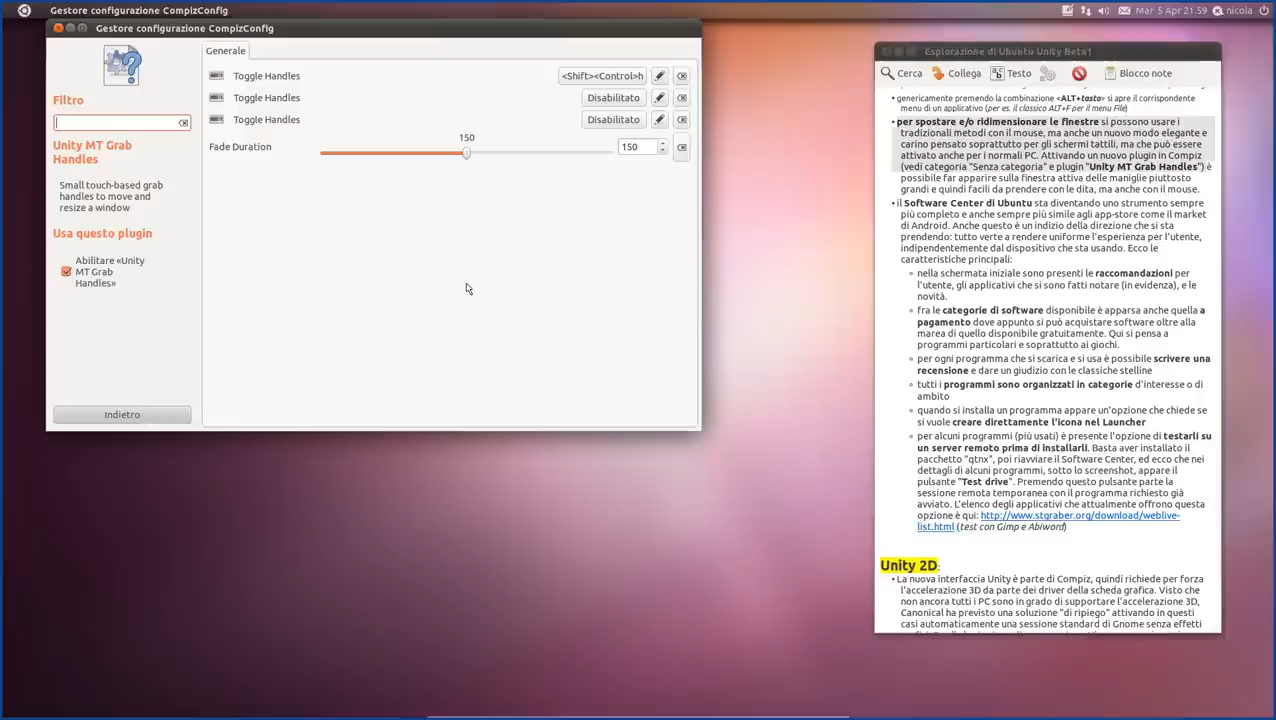 Gestore configurazione CompizConfig
Mar 5 Apr 21.59
nicola
Gestore configurazione CompizConfig
Filtro
Unity MT Grab
Handles
Small touch-based grab
handles to move and
resize a window
Usa questo plugin
Abilitare «Unity
MT Grab
Handles»
Indietro
Generale
Toggle Handles
<Shift><Control>h
Toggle Handles
Disabilitato
Toggle Handles
Disabilitato
150
Fade Duration
150
Esplorazione di Ubuntu Unity Beta1
Cerca
Collega
Testo
Blocco note
• genericamente premendo la combinazione <ALT+tasto> si apre il corrispondente
menu di un applicativo (per es. il classico ALT+F per il menu File)
• per spostare e/o ridimensionare le finestre si possono usare i
tradizionali metodi con il mouse, ma anche un nuovo modo elegante e
carino pensato soprattutto per gli schermi tattili, ma che può essere
attivato anche per i normali PC. Attivando un nuovo plugin in Compiz
(vedi categoria "Senza categoria" e plugin "Unity MT Grab Handles") è
possibile far apparire sulla finestra attiva delle maniglie piuttosto
grandi e quindi facili da prendere con le dita, ma anche con il mouse.
• il Software Center di Ubuntu sta diventando uno strumento sempre
più completo e anche sempre più simile agli app-store come il market
di Android. Anche questo è un indizio della direzione che si sta
prendendo: tutto verte a rendere uniforme l'esperienza per l'utente,
indipendentemente dal dispositivo che sta usando. Ecco le
caratteristiche principali:
◦ nella schermata iniziale sono presenti le raccomandazioni per
l'utente, gli applicativi che si sono fatti notare (in evidenza), e le
novità.
◦ fra le categorie di software disponibile è apparsa anche quella a
pagamento dove appunto si può acquistare software oltre alla
marea di quello disponibile gratuitamente. Qui si pensa a
programmi particolari e soprattutto ai giochi.
◦ per ogni programma che si scarica e si usa è possibile scrivere una
recensione e dare un giudizio con le classiche stelline
◦ tutti i programmi sono organizzati in categorie d'interesse o di
ambito
◦ quando si installa un programma appare un'opzione che chiede se
si vuole creare direttamente l'icona nel Launcher
◦ per alcuni programmi (più usati) è presente l'opzione di testarli su
un server remoto prima di installarli. Basta aver installato il
pacchetto "qtnx", poi riavviare il Software Center, ed ecco che nei
dettagli di alcuni programmi, sotto lo screenshot, appare il
pulsante "Test drive". Premendo questo pulsante parte la
sessione remota temporanea con il programma richiesto già
avviato. L'elenco degli applicativi che attualmente offrono questa
opzione è qui: http://www.stgraber.org/download/weblive-
list.html (test con Gimp e Abiword)
Unity 2D:
• La nuova interfaccia Unity è parte di Compiz, quindi richiede per forza
l'accelerazione 3D da parte dei driver della scheda grafica. Visto che
non ancora tutti i PC sono in grado di supportare l'accelerazione 3D,
Canonical ha previsto una soluzione "di ripiego" attivando in questi
casi automaticamente una sessione standard di Gnome senza effetti